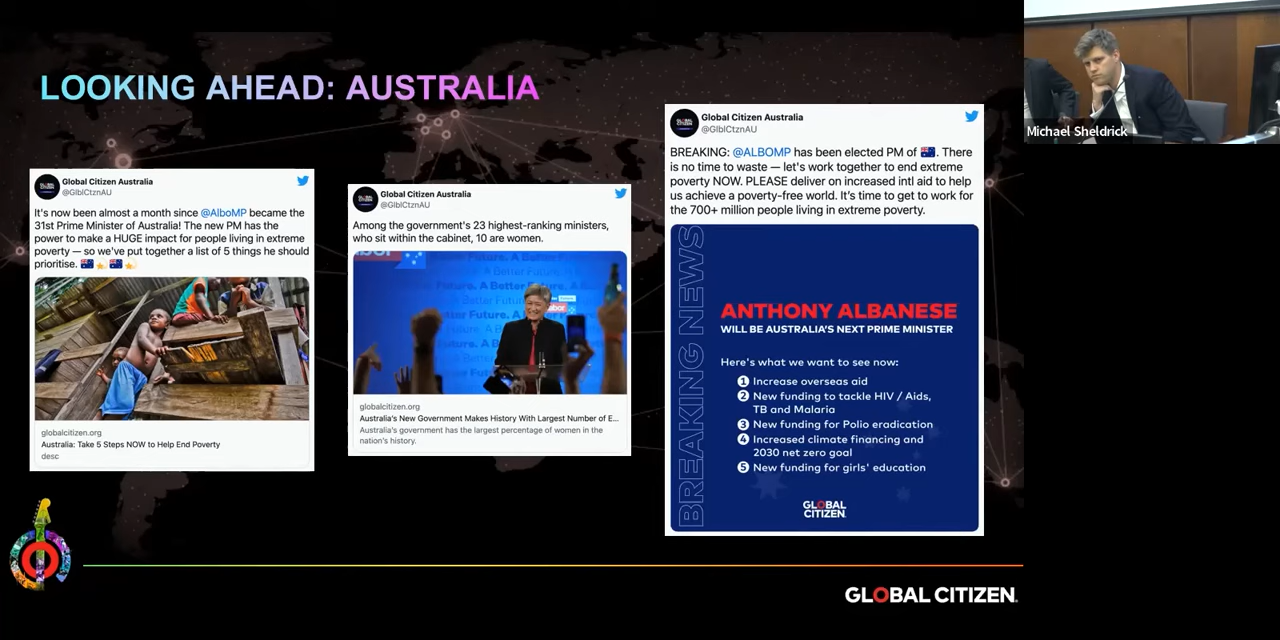 LOOKING AHEAD: AUSTRALIA
Global Citizen Australia
@GlblCtznAU
It's now been almost a month since @AlboMP became the
31st Prime Minister of Australia! The new PM has the
power to make a HUGE impact for people living in extreme
poverty — so we've put together a list of 5 things he should
prioritise. 🇦🇺💫🇦🇺💫
globalcitizen.org
Australia: Take 5 Steps NOW to Help End Poverty
desc
Global Citizen Australia
@GlblCtznAU
Among the government's 23 highest-ranking ministers,
who sit within the cabinet, 10 are women.
A Better Future.
globalcitizen.org
Australia's New Government Makes History With Largest Number of E...
Australia's government has the largest percentage of women in the
nation's history.
Global Citizen Australia
@GlblCtznAU
BREAKING: @ALBOMP has been elected PM of 🇦🇺. There
is no time to waste — let's work together to end extreme
poverty NOW. PLEASE deliver on increased intl aid to help
us achieve a poverty-free world. It's time to get to work for
the 700+ million people living in extreme poverty.
BREAKING NEWS
ANTHONY ALBANESE
WILL BE AUSTRALIA'S NEXT PRIME MINISTER
Here's what we want to see now:
1 Increase overseas aid
2 New funding to tackle HIV / Aids,
TB and Malaria
3 New funding for Polio eradication
4 Increased climate financing and
2030 net zero goal
5 New funding for girls' education
GLOBAL
CITIZEN
GLOBAL CITIZEN
Michael Sheldrick